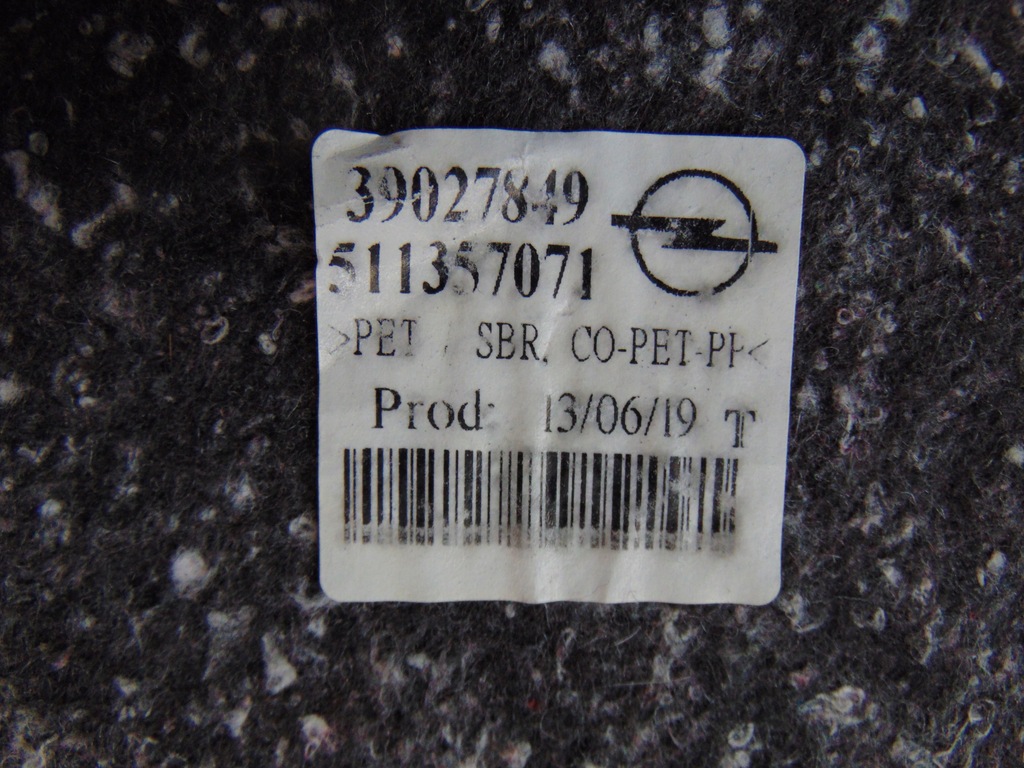 39027849
511357071
>PET , SBR, CO-PET-PP<
Prod: 13/06/19 T